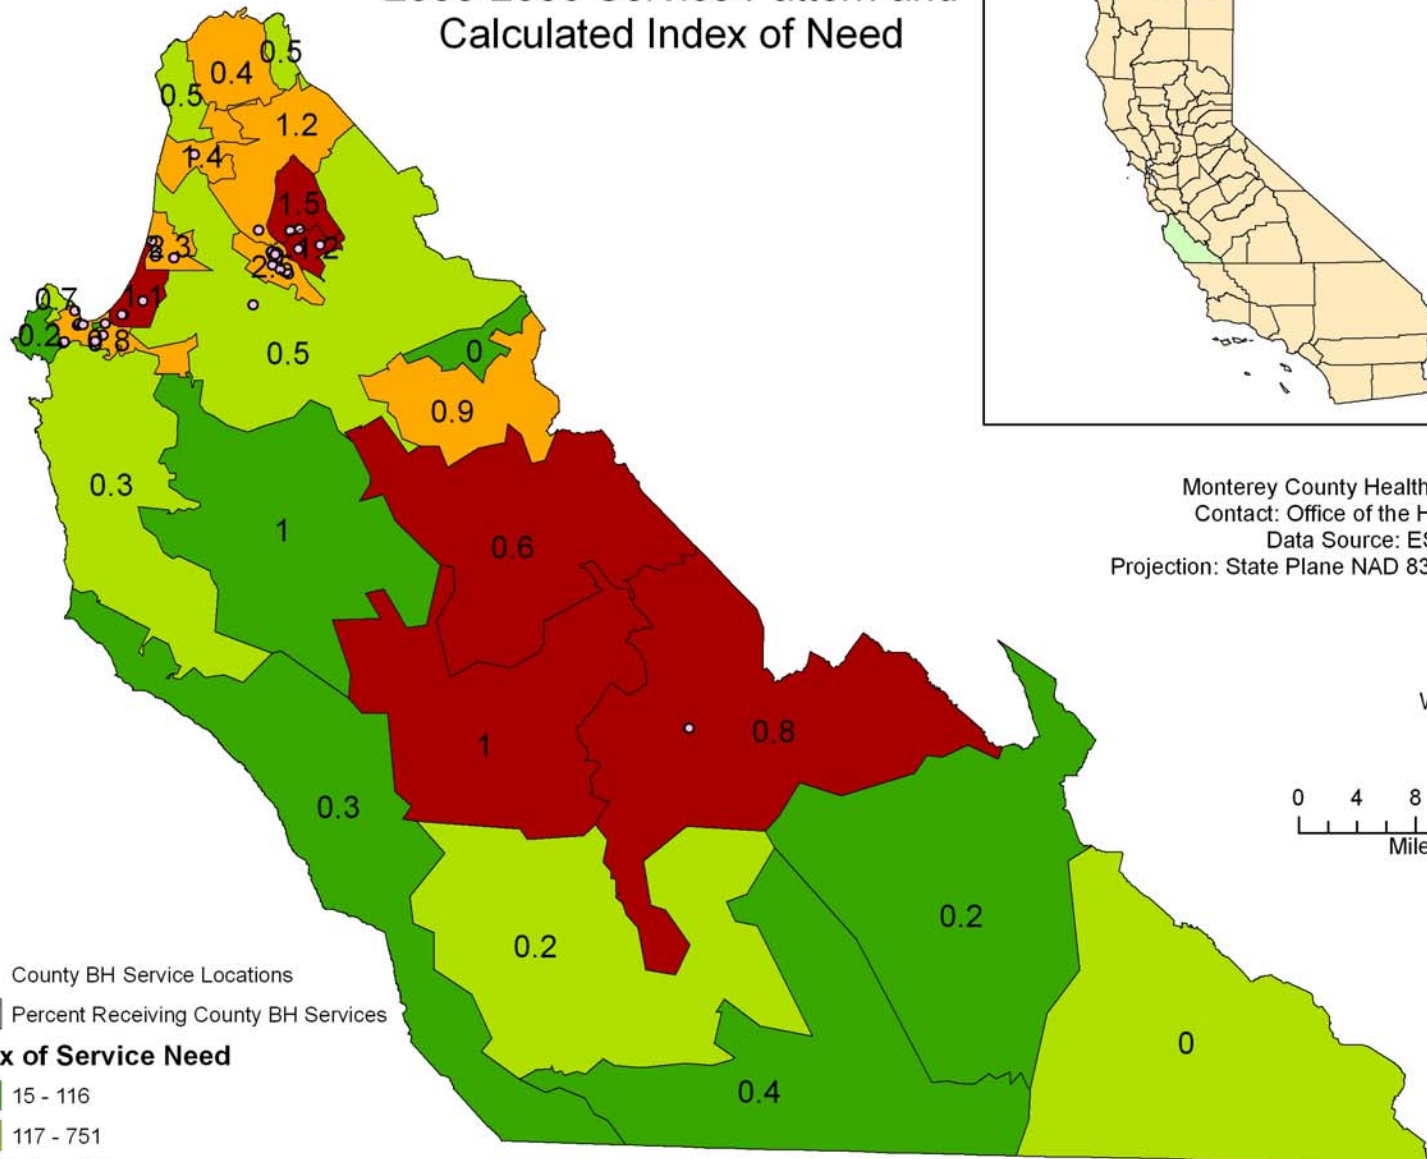 Calculated Index of Need
0.5
0.4
0.5
1.2
1.4
1.5
1.2
0.7
1.1
0.2
0.5
0
0.9
0.3
1
0.6
1
0.8
0.3
0.2
0.2
0
0.4
Monterey County Health
Contact: Office of the H
Data Source: ES
Projection: State Plane NAD 83
0 4 8
Mile
County BH Service Locations
Percent Receiving County BH Services
x of Service Need
15 - 116
117 - 751